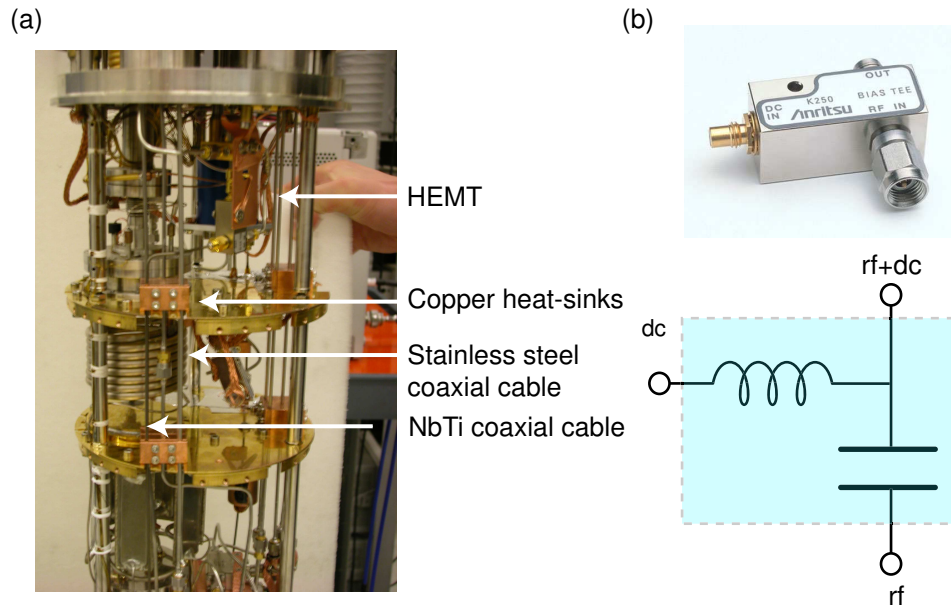 (a)
HEMT
Copper heat-sinks
Stainless steel
coaxial cable
NbTi coaxial cable
(b)
OUT
DC
IN
K250
BIAS TEE
Anritsu
RF IN
rf+dc
dc
rf